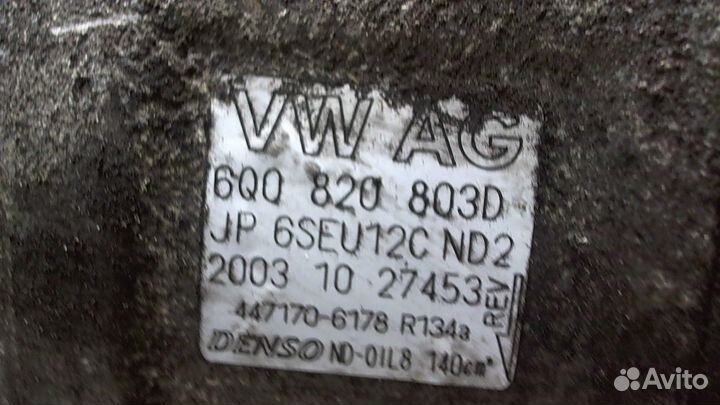 VW AG
6Q0 820 803D
JP 6SEU12C ND2
2003 10 27453
REV
447170-6178 R134a
DENSO ND-OIL8 140cm³
Avito